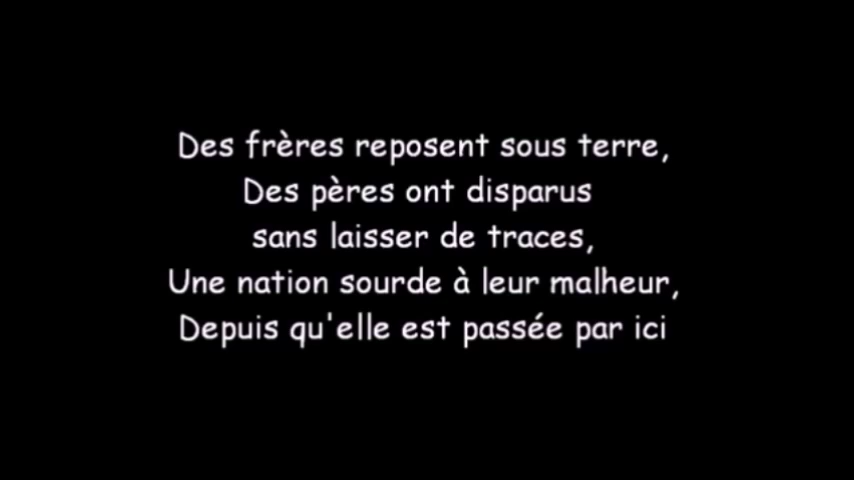 Des frères reposent sous terre,
Des pères ont disparus
sans laisser de traces,
Une nation sourde à leur malheur,
Depuis qu'elle est passée par ici